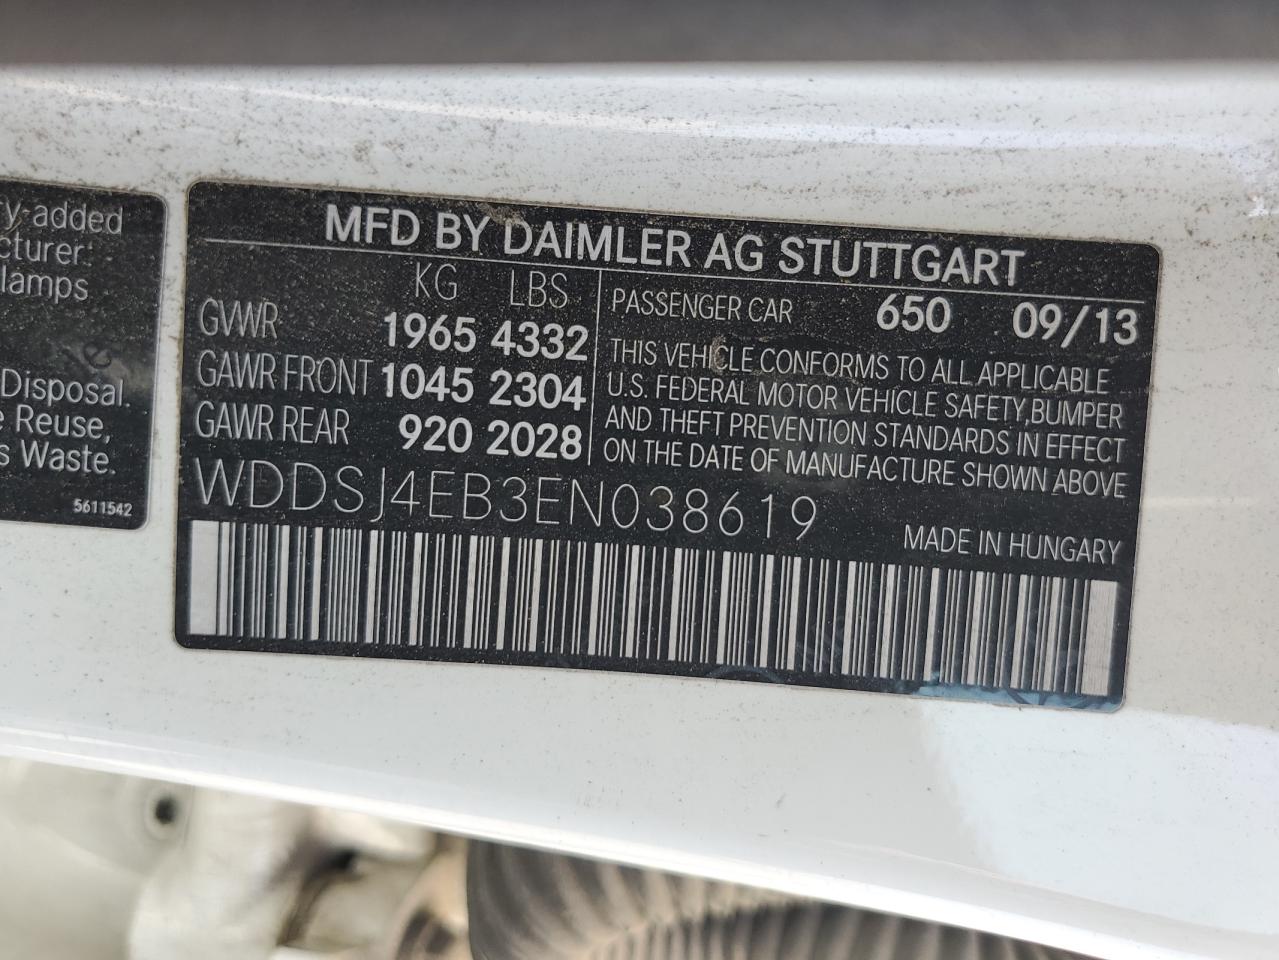 y-added
cturer:
lamps
Disposal.
e Reuse,
s Waste.
5611542
MFD BY DAIMLER AG STUTTGART
KG LBS
GVWR 1965 4332
GAWR FRONT 1045 2304
GAWR REAR 920 2028
PASSENGER CAR 650 09/13
THIS VEHICLE CONFORMS TO ALL APPLICABLE
U.S. FEDERAL MOTOR VEHICLE SAFETY,BUMPER
AND THEFT PREVENTION STANDARDS IN EFFECT
ON THE DATE OF MANUFACTURE SHOWN ABOVE
WDDSJ4EB3EN038619
MADE IN HUNGARY